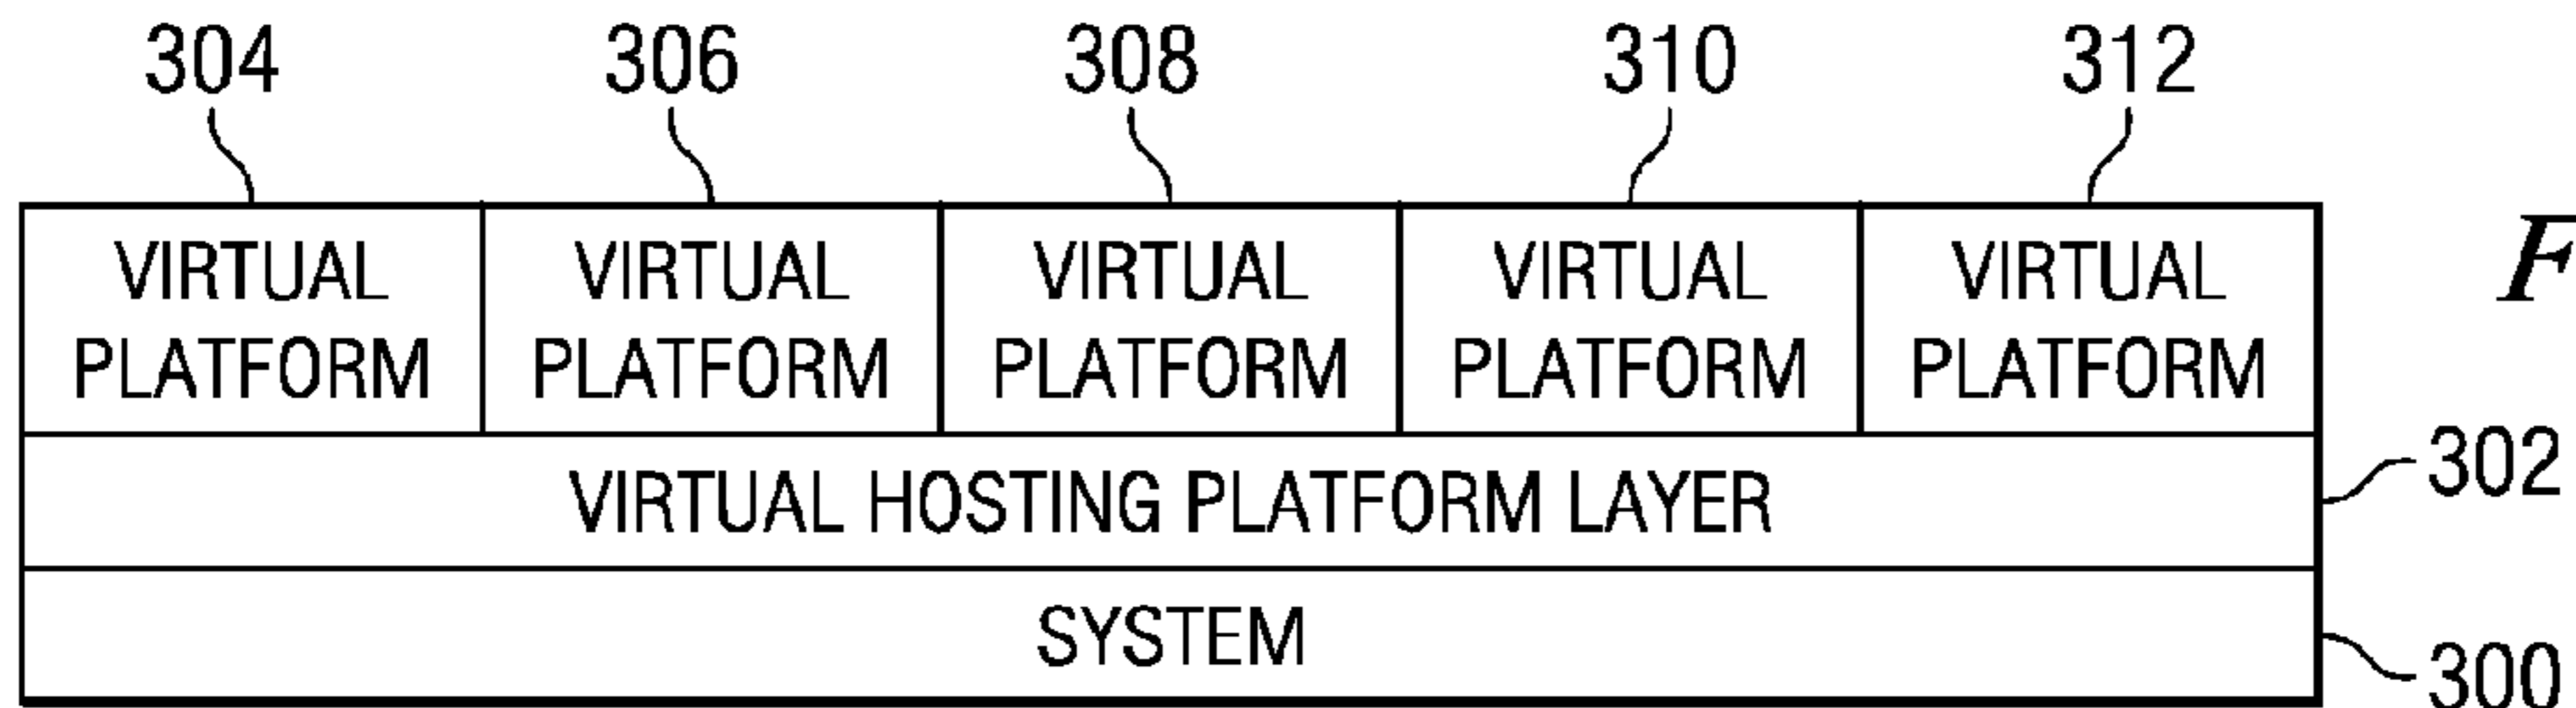 304 306 308 310 312
VIRTUAL VIRTUAL VIRTUAL VIRTUAL VIRTUAL
PLATFORM PLATFORM PLATFORM PLATFORM PLATFORM
F
VIRTUAL HOSTING PLATFORM LAYER
302
SYSTEM
300